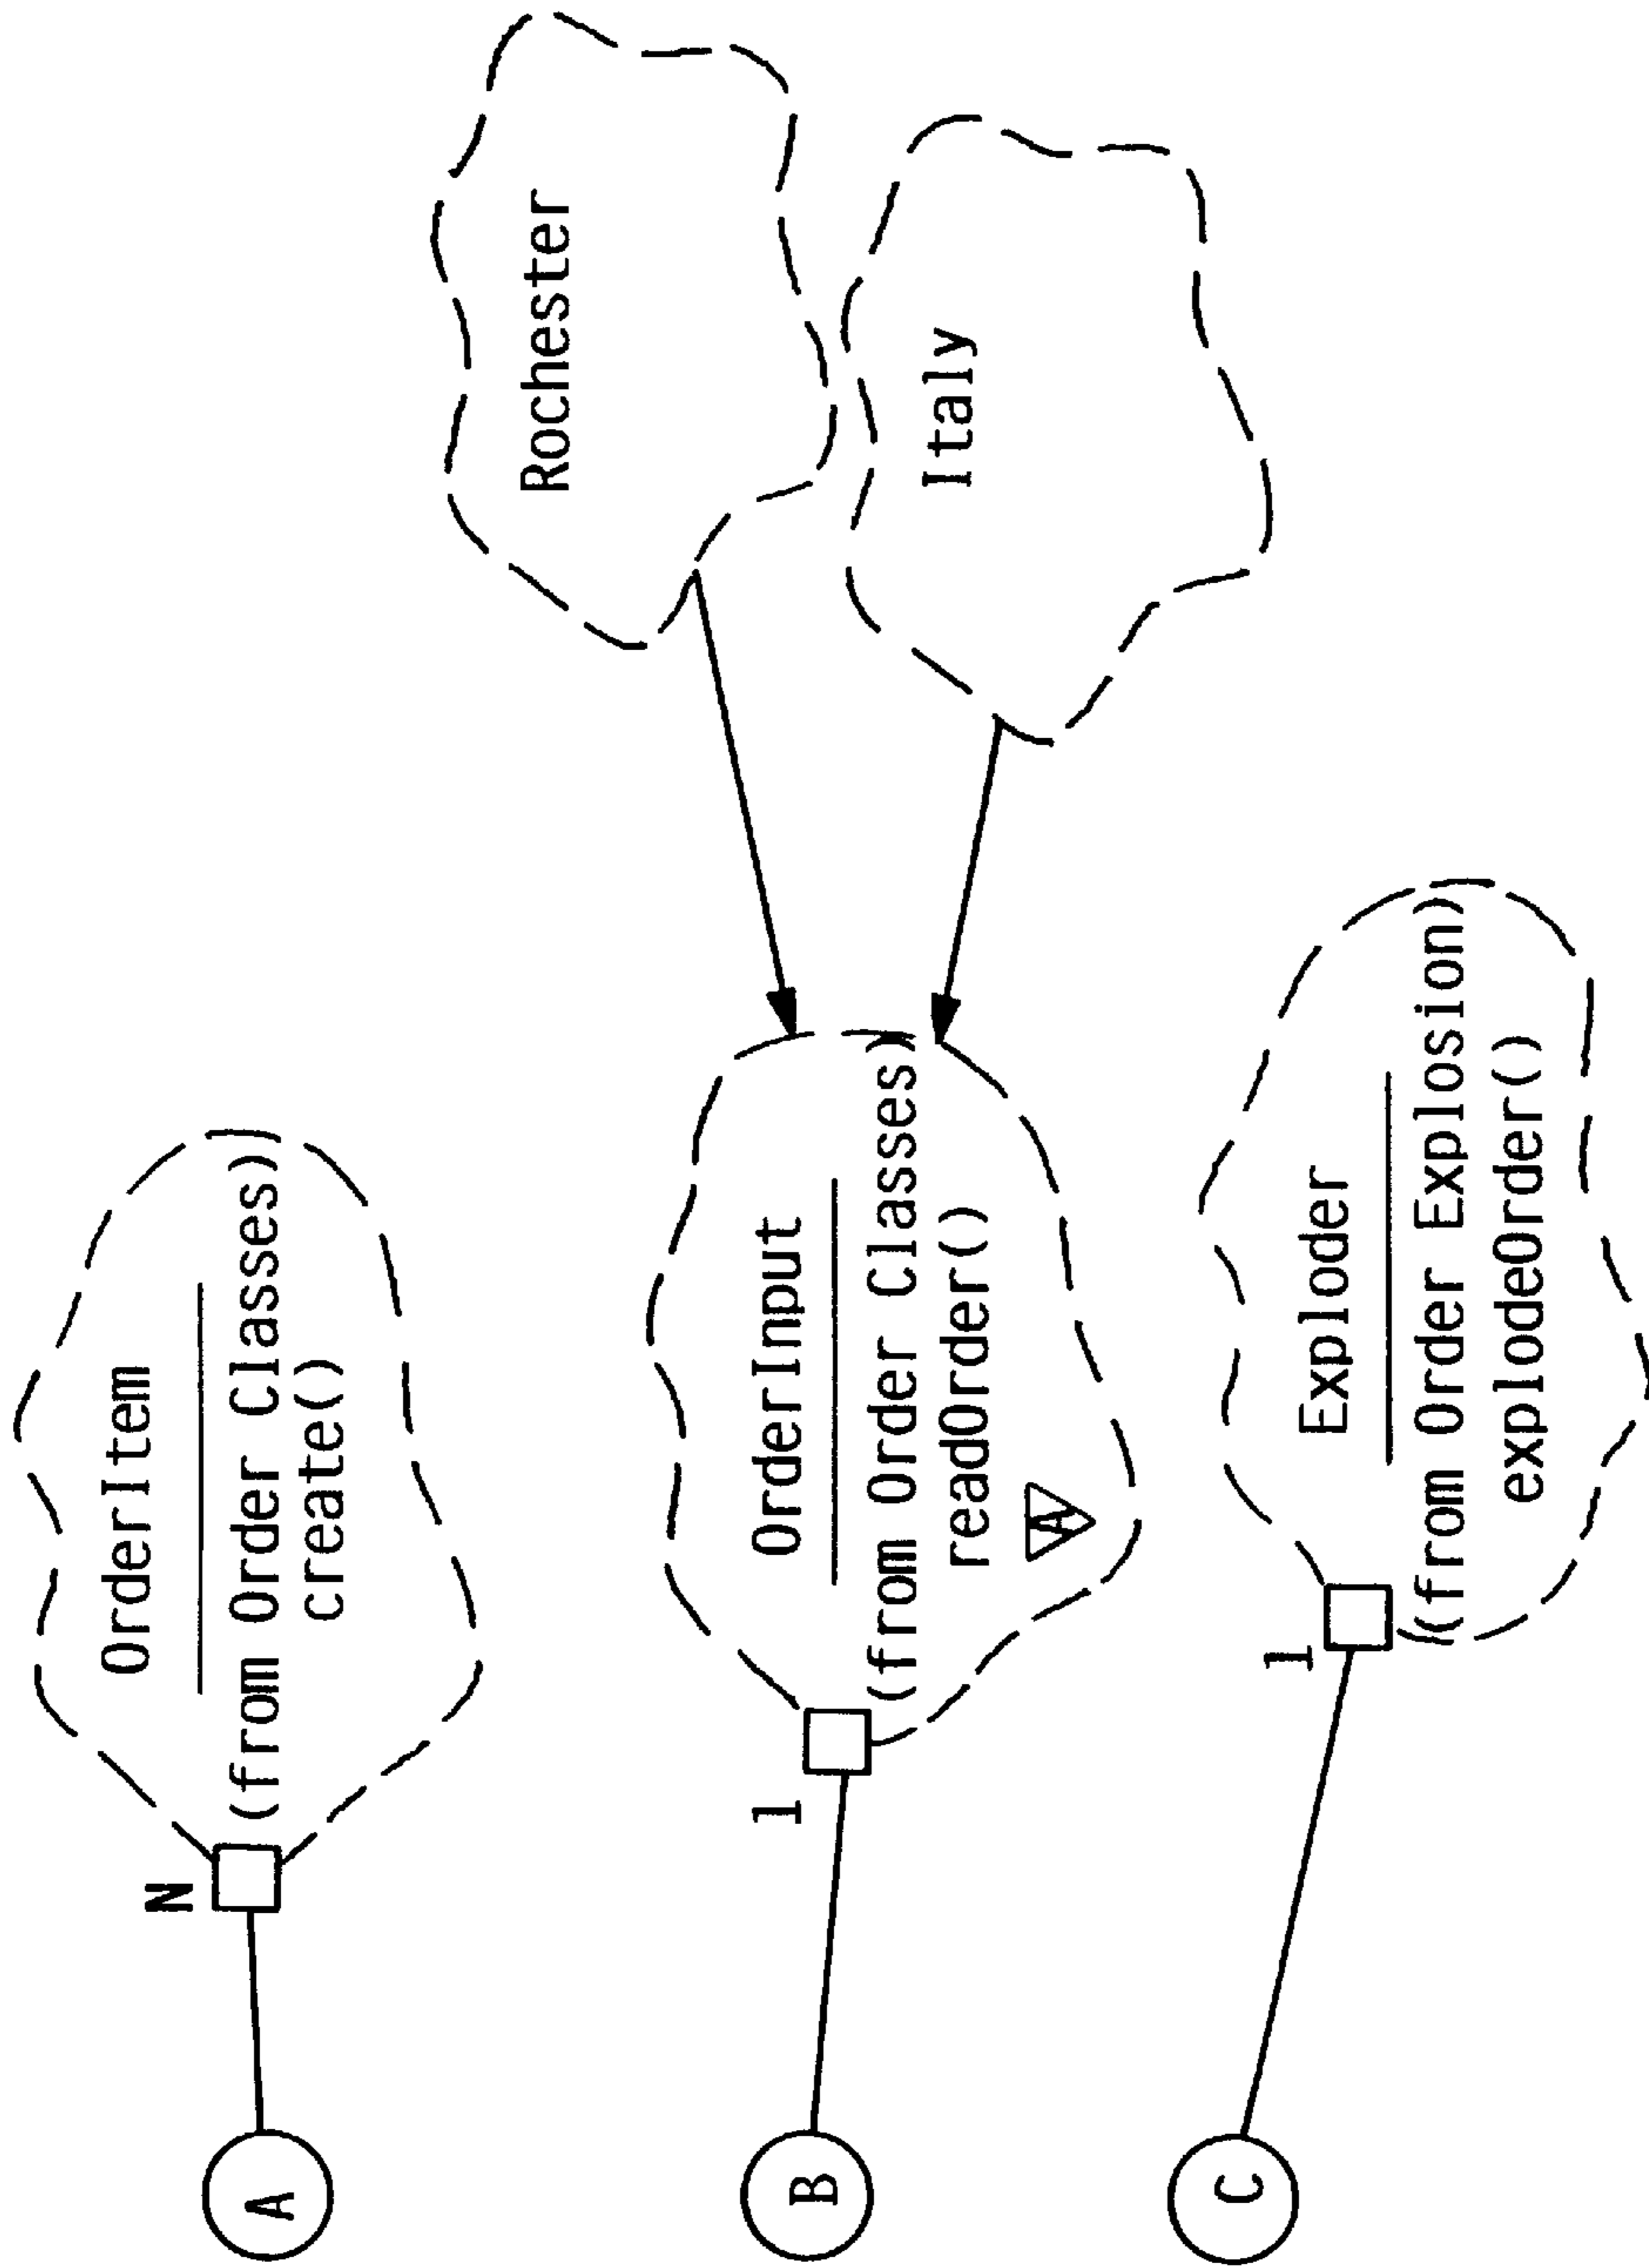 A
N
OrderItem
(from Order Classes)
create()
B
1
OrderInput
(from Order Classes)
readOrder()
A
Rochester
Italy
C
1
Exploder
(from Order Explosion)
explodeOrder()